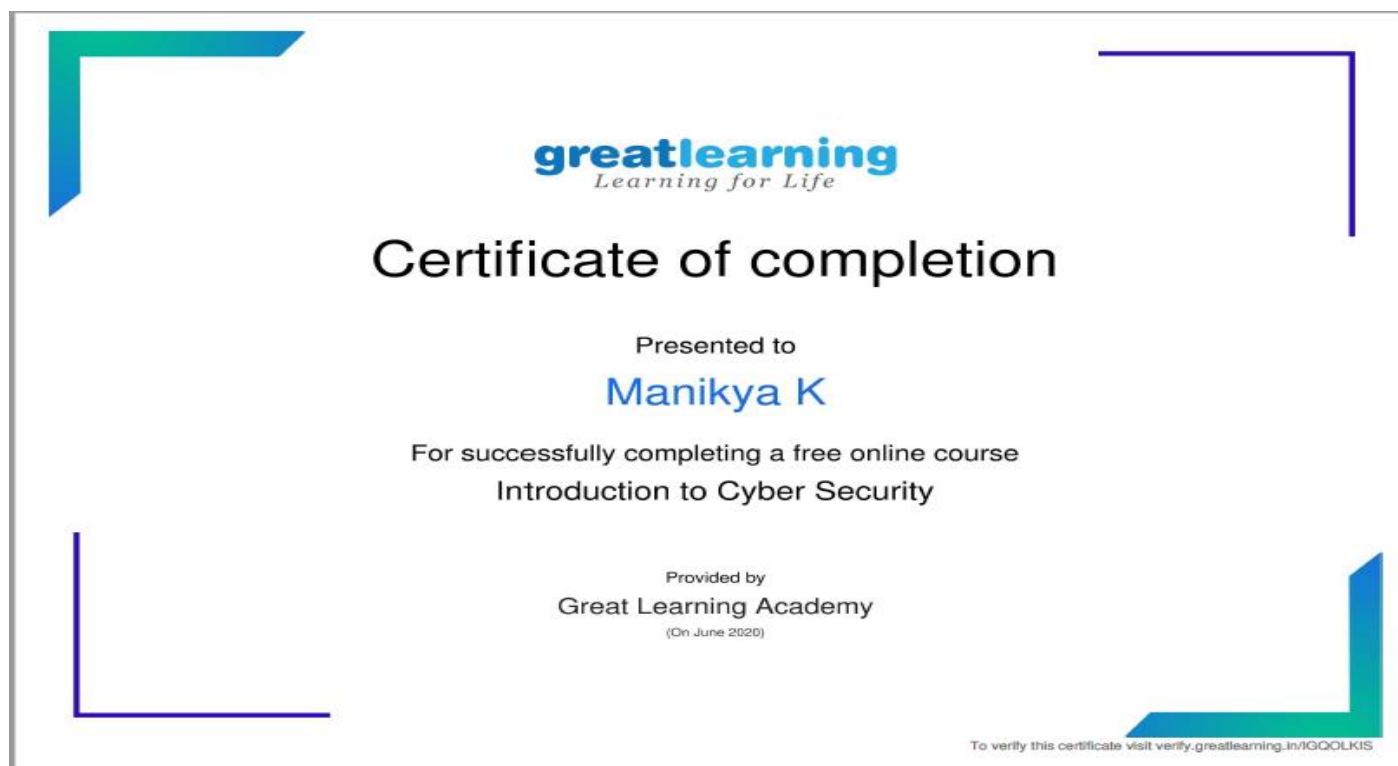 greatlearning
Learning for Life
Certificate of completion
Presented to
Manikya K
For successfully completing a free online course
Introduction to Cyber Security
Provided by
Great Learning Academy
(On June 2020)
To verify this certificate visit verify.greatlearning.in/IGQOLKIS